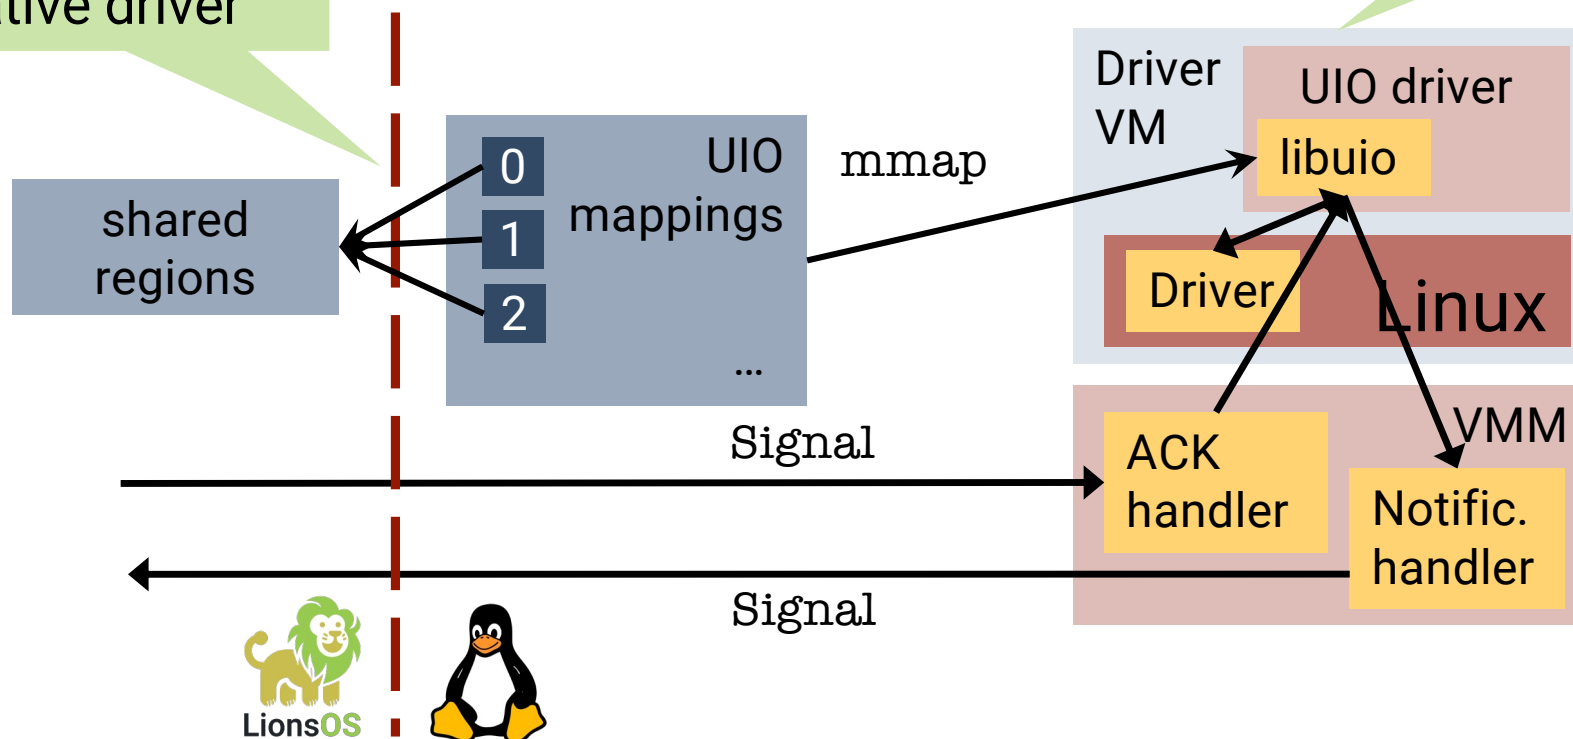 driver
Driver
VM
UIO driver
libuio
mmap
UIO
mappings
0
1
2
...
shared
regions
Driver
Linux
Signal
VMM
ACK
handler
Notific.
handler
Signal
LionsOS